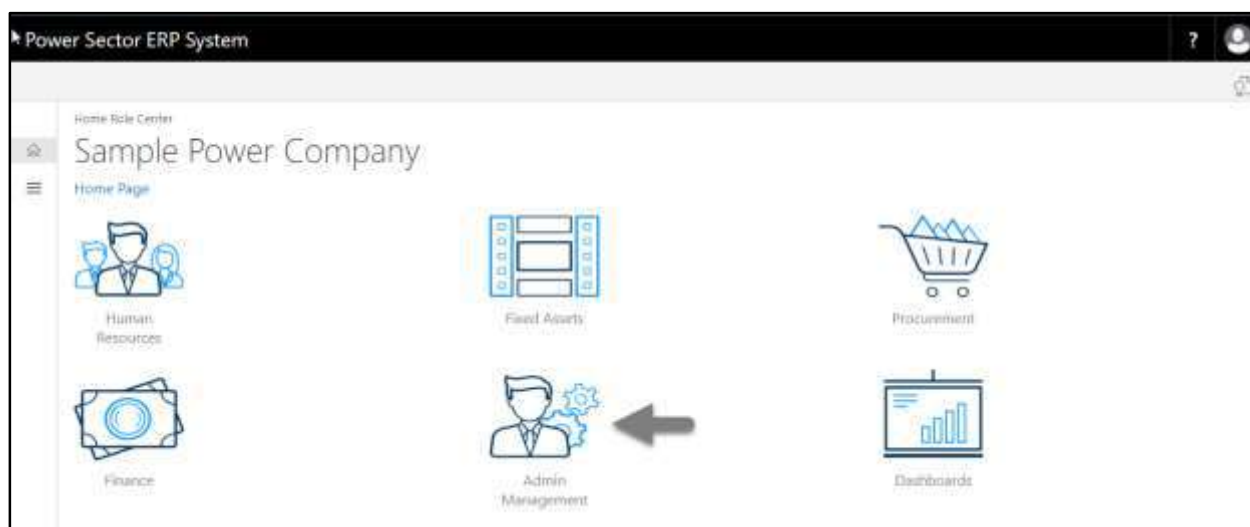 Power Sector ERP System
?
Home Role Center
Sample Power Company
Home Page
Human
Resources
Fixed Assets
Procurement
Finance
Admin
Management
Dashboards